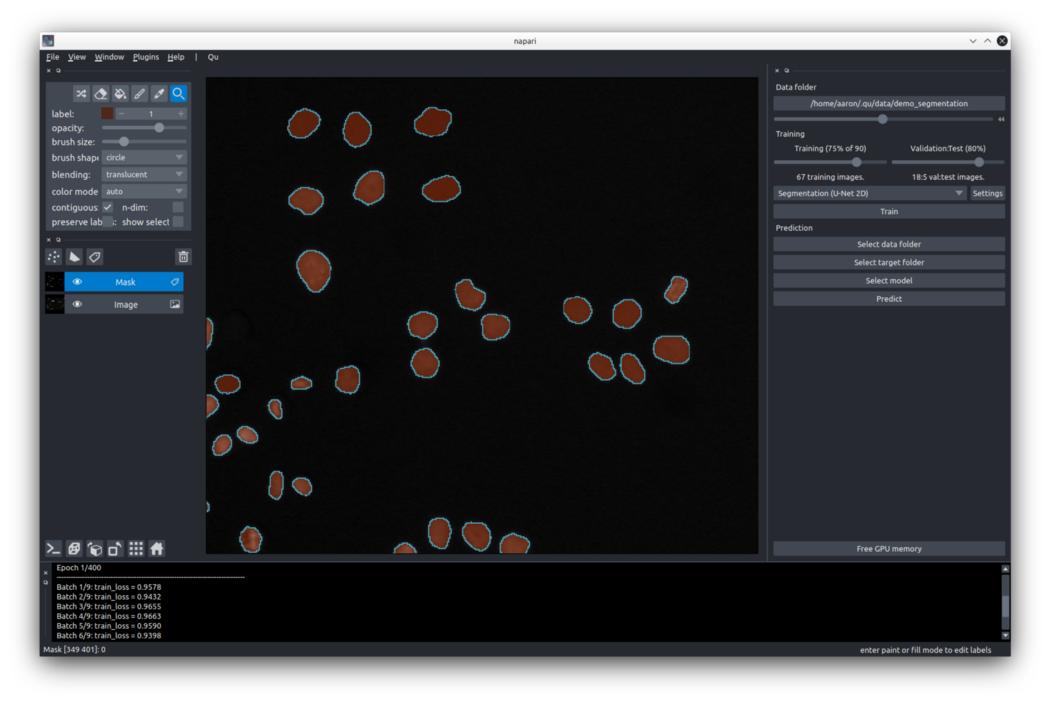 napari
File View Window Plugins Help | Qu
label: 1
opacity:
brush size:
brush shap circle
blending: translucent
color mode auto
contiguous n-dim:
preserve lab : show select
Mask
Image
Data folder
/home/aaron/.qu/data/demo_segmentation
44
Training
Training (75% of 90) Validation:Test (80%)
67 training images. 18:5 val:test images.
Segmentation (U-Net 2D) Settings
Train
Prediction
Select data folder
Select target folder
Select model
Predict
Free GPU memory
Epoch 1/400
--------------------------------------------------------------------------------
Batch 1/9: train_loss = 0.9578
Batch 2/9: train_loss = 0.9432
Batch 3/9: train_loss = 0.9655
Batch 4/9: train_loss = 0.9663
Batch 5/9: train_loss = 0.9590
Batch 6/9: train_loss = 0.9398
Mask [349 401]: 0 enter paint or fill mode to edit labels